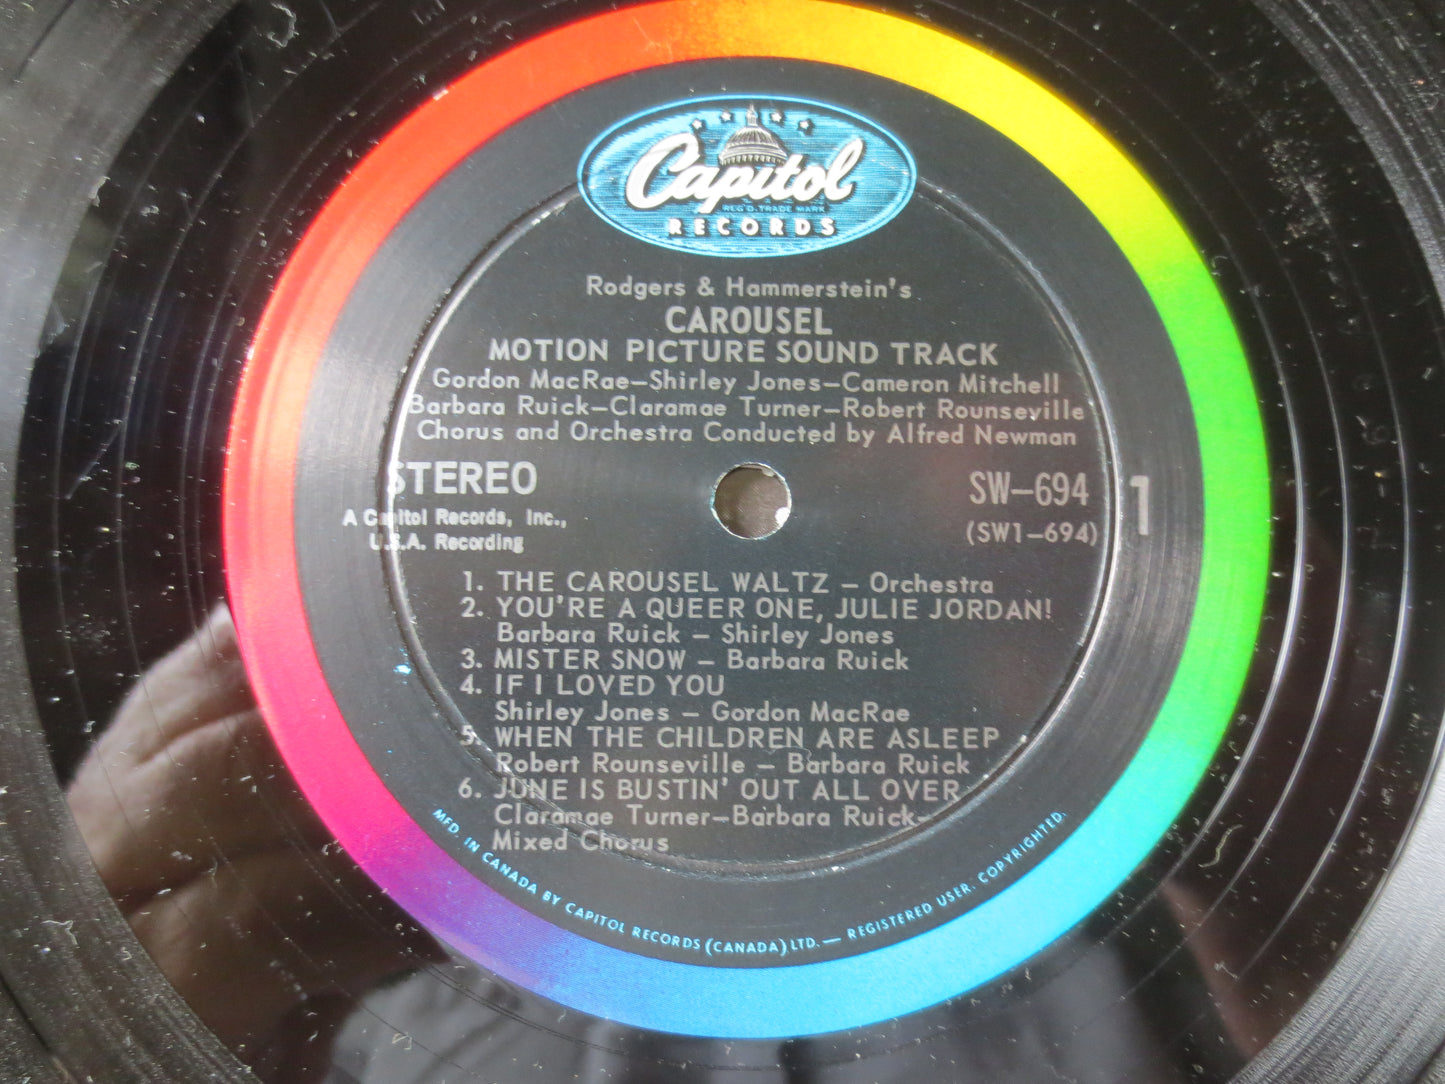 Capitol
REG'D. TRADE MARK
RECORDS
Rodgers & Hammerstein's
CAROUSEL
MOTION PICTURE SOUND TRACK
Gordon MacRae—Shirley Jones—Cameron Mitchell
Barbara Ruick—Claramae Turner—Robert Rounseville
Chorus and Orchestra Conducted by Alfred Newman
STEREO
SW—694 1
A Capitol Records, Inc.,
(SW1—694)
U.S.A. Recording
1. THE CAROUSEL WALTZ — Orchestra
2. YOU'RE A QUEER ONE, JULIE JORDAN!
Barbara Ruick — Shirley Jones
3. MISTER SNOW — Barbara Ruick
4. IF I LOVED YOU
Shirley Jones — Gordon MacRae
5. WHEN THE CHILDREN ARE ASLEEP
Robert Rounseville — Barbara Ruick
6. JUNE IS BUSTIN' OUT ALL OVER
Claramae Turner—Barbara Ruick—
Mixed Chorus
MFD. IN CANADA BY CAPITOL RECORDS (CANADA) LTD.— REGISTERED USER. COPYRIGHTED.